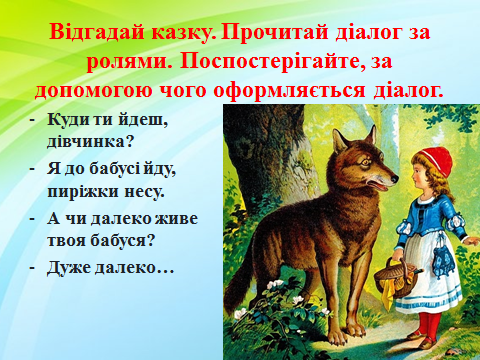 Відгадай казку. Прочитай діалог за
ролями. Поспостерігайте, за
допомогою чого оформляється діалог.
- Куди ти йдеш,
дівчинка?
- Я до бабусі йду,
пиріжки несу.
- А чи далеко живе
твоя бабуся?
- Дуже далеко…